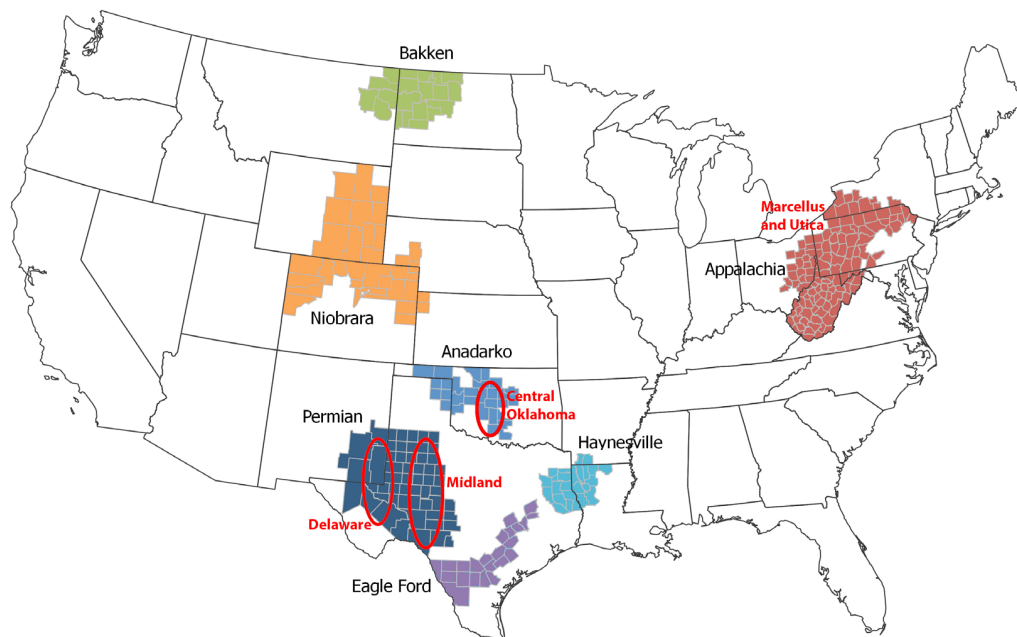 Bakken
Marcellus
and Utica
Appalachia
Niobrara
Anadarko
Central
Oklahoma
Permian
Haynesville
Midland
Delaware
Eagle Ford